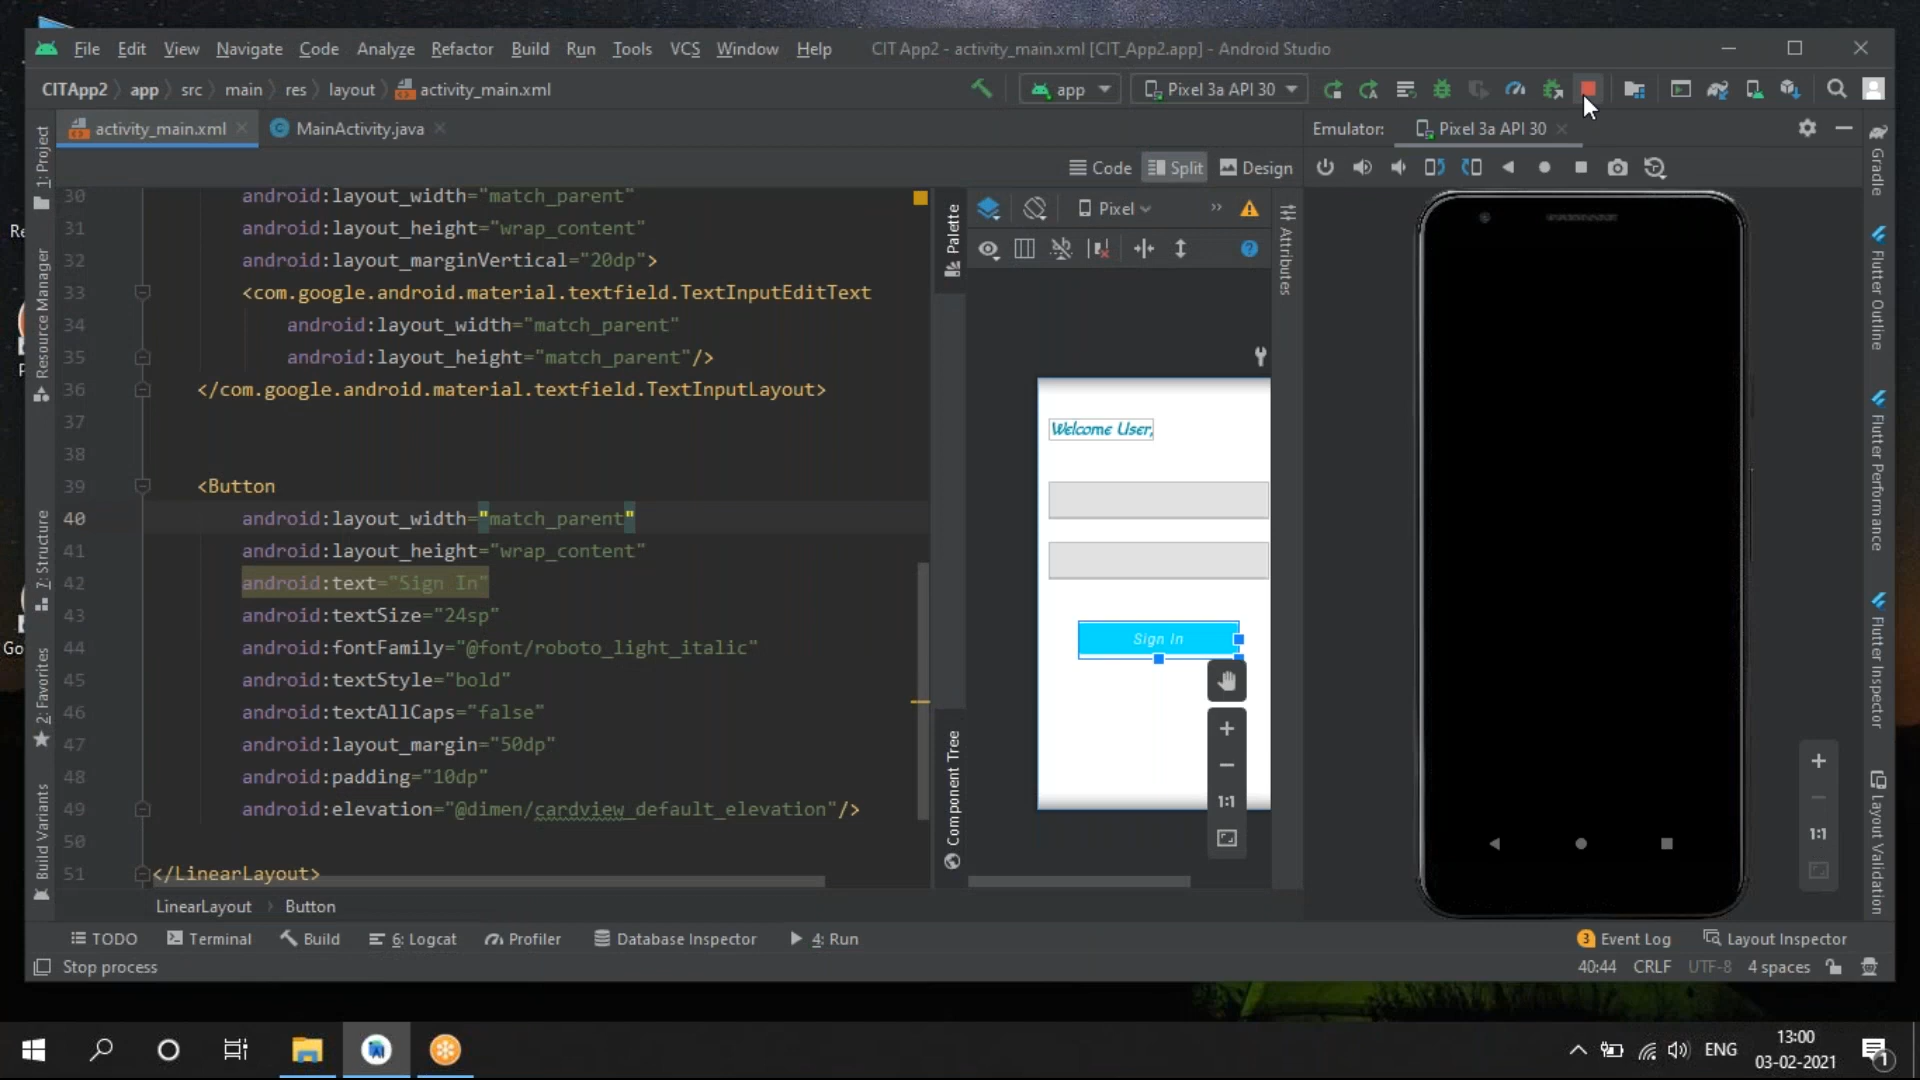 File Edit View Navigate Code Analyze Refactor Build Run Tools VCS Window Help CIT App2 - activity_main.xml [CIT_App2.app] - Android Studio
CITApp2 app src main res layout activity_main.xml app Pixel 3a API 30
activity_main.xml MainActivity.java Emulator: Pixel 3a API 30
Code Split Design
30 android:layout_width="match_parent"
31 android:layout_height="wrap_content"
32 android:layout_marginVertical="20dp">
33 <com.google.android.material.textfield.TextInputEditText
34 android:layout_width="match_parent"
35 android:layout_height="match_parent"/>
36 </com.google.android.material.textfield.TextInputLayout>
37
38
39 <Button
40 android:layout_width="match_parent"
41 android:layout_height="wrap_content"
42 android:text="Sign In"
43 android:textSize="24sp"
44 android:fontFamily="@font/roboto_light_italic"
45 android:textStyle="bold"
46 android:textAllCaps="false"
47 android:layout_margin="50dp"
48 android:padding="10dp"
49 android:elevation="@dimen/cardview_default_elevation"/>
50
51 </LinearLayout>
1: Project
Resource Manager
7: Structure
2: Favorites
Build Variants
Palette
Component Tree
Pixel
Attributes
Welcome User,
Sign In
1:1
1:1
Gradle
Flutter Outline
Flutter Performance
Flutter Inspector
Layout Validation
LinearLayout Button
TODO Terminal Build 6: Logcat Profiler Database Inspector 4: Run 3 Event Log Layout Inspector
Stop process 40:44 CRLF UTF-8 4 spaces
ENG 13:00
03-02-2021
1